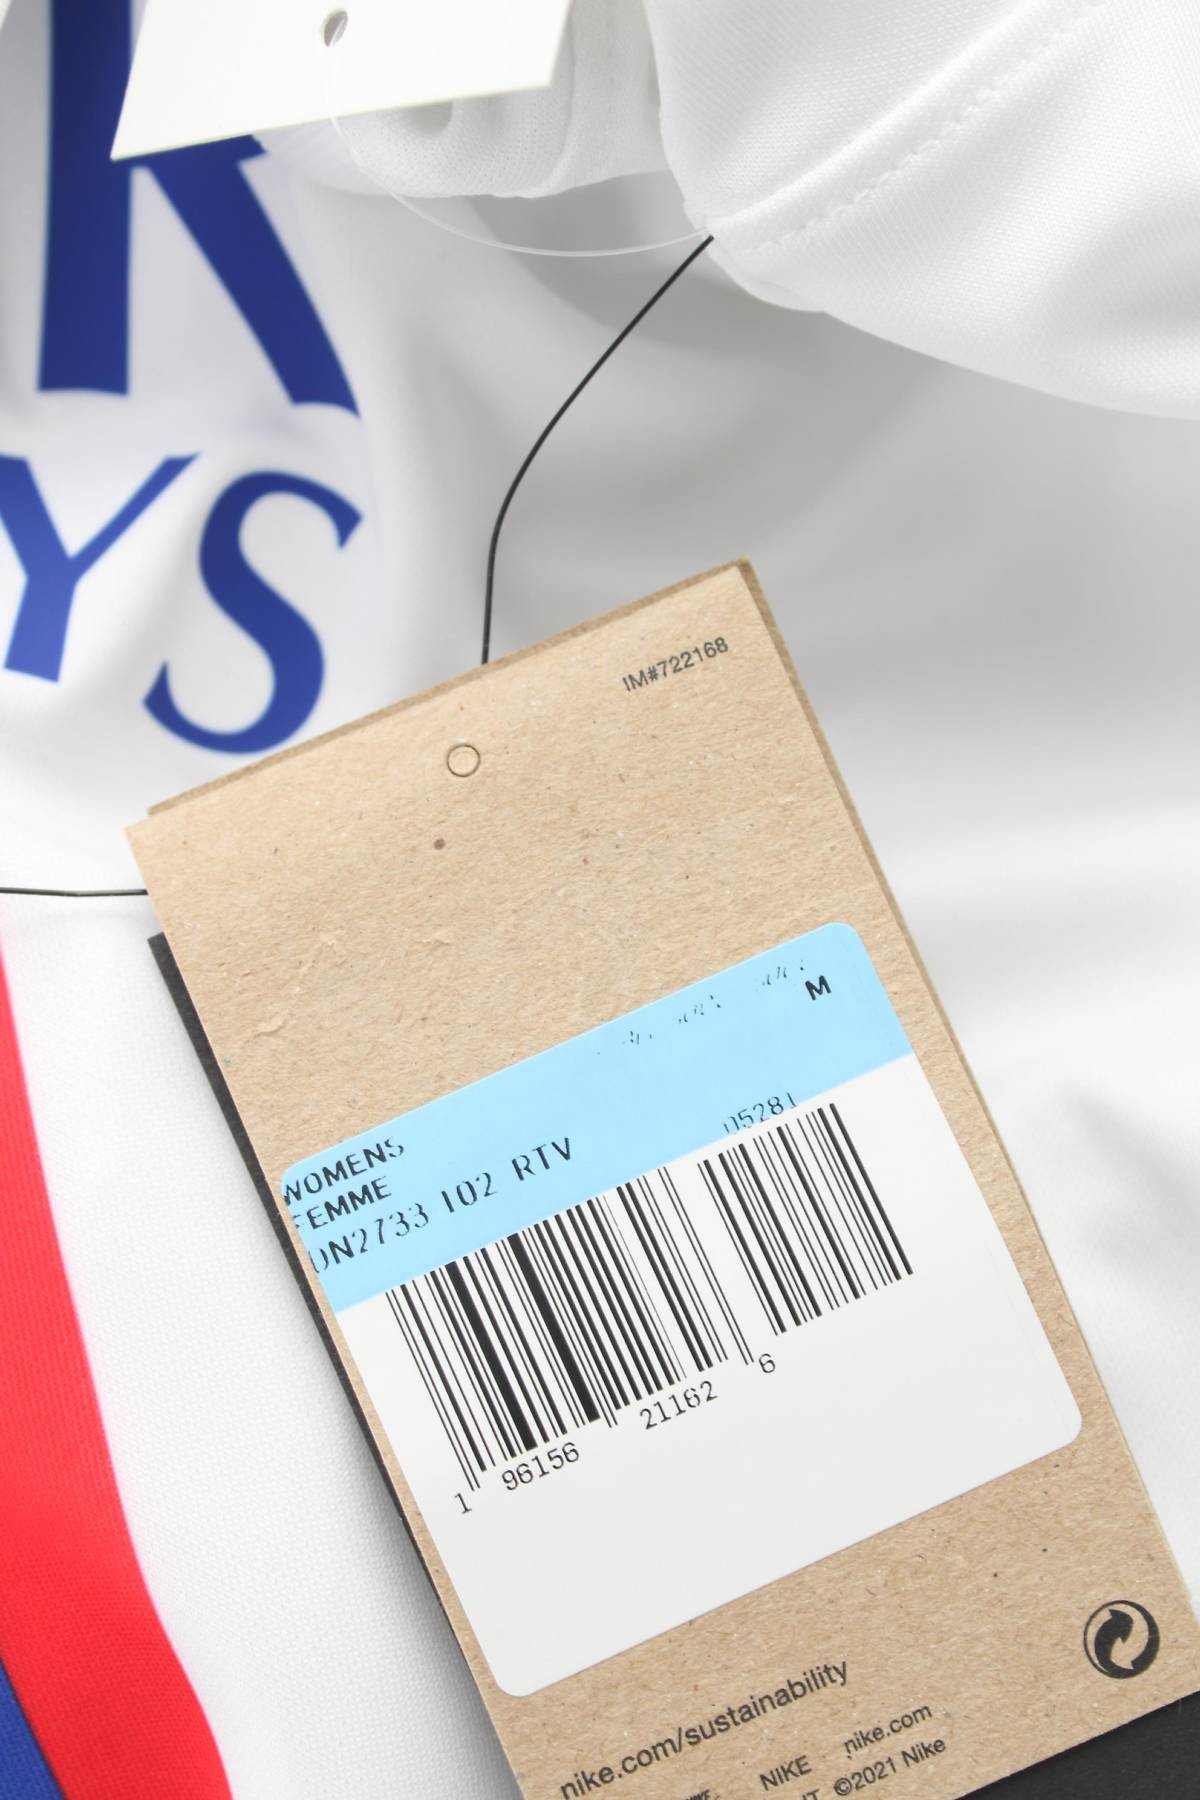 K
YS
IM#722168
M
WOMENS
FEMME
DN2733 102 RTV
05281
1 96156 21162 6
nike.com/sustainability
NIKE nike.com
©2021 Nike